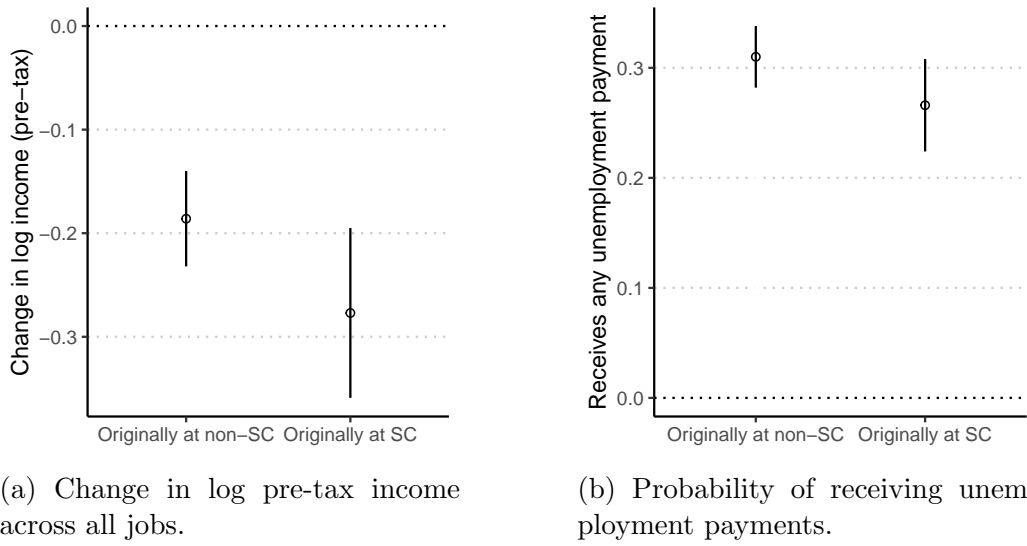 Change in log income (pre−tax)
0.0
−0.1
−0.2
−0.3
Originally at non−SC Originally at SC
(a) Change in log pre-tax income
across all jobs.
Receives any unemployment payment
0.3
0.2
0.1
0.0
Originally at non−SC Originally at SC
(b) Probability of receiving unem
ployment payments.